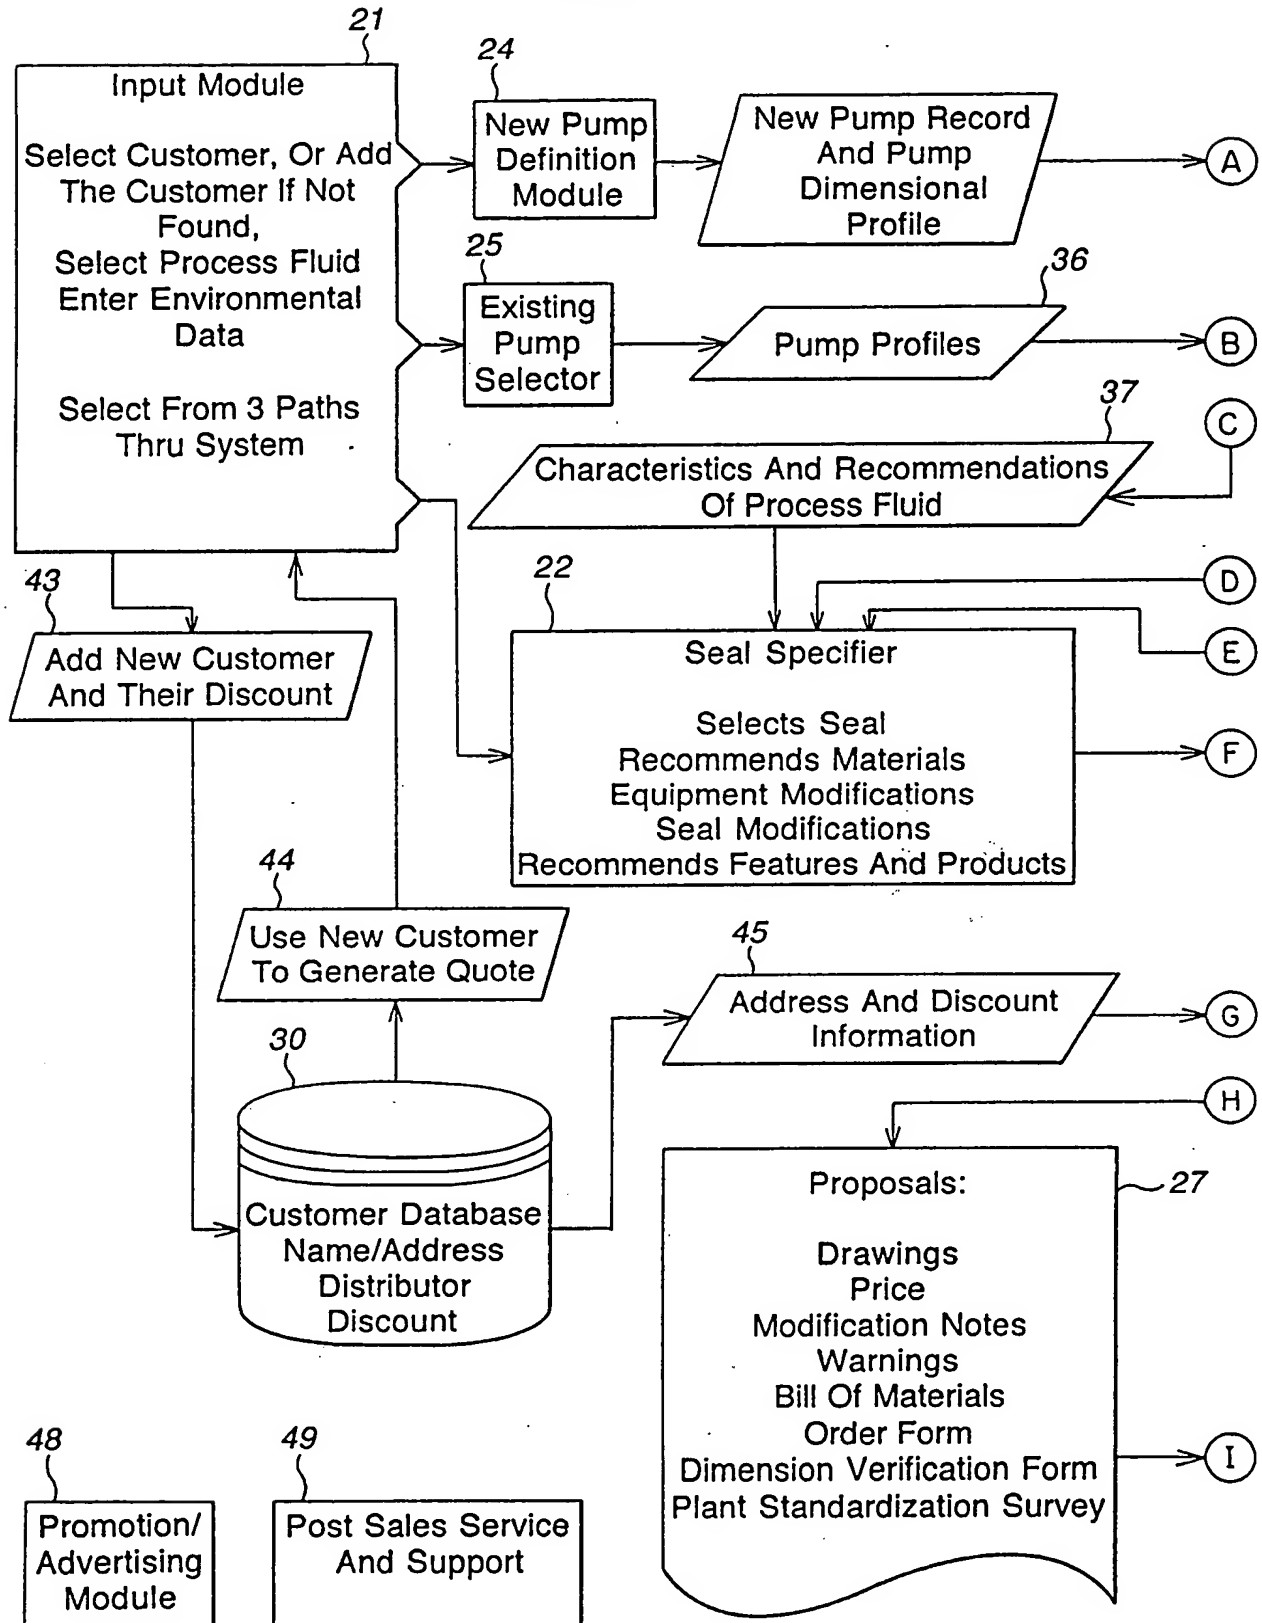 21
Input Module
Select Customer, Or Add
The Customer If Not
Found,
Select Process Fluid
Enter Environmental
Data
Select From 3 Paths
Thru System
24
New Pump
Definition
Module
New Pump Record
And Pump
Dimensional
Profile
A
25
Existing
Pump
Selector
36
Pump Profiles
B
37
Characteristics And Recommendations
Of Process Fluid
C
43
Add New Customer
And Their Discount
22
Seal Specifier
Selects Seal
Recommends Materials
Equipment Modifications
Seal Modifications
Recommends Features And Products
D
E
F
44
Use New Customer
To Generate Quote
45
Address And Discount
Information
G
30
Customer Database
Name/Address
Distributor
Discount
H
27
Proposals:
Drawings
Price
Modification Notes
Warnings
Bill Of Materials
Order Form
Dimension Verification Form
Plant Standardization Survey
I
48
Promotion/
Advertising
Module
49
Post Sales Service
And Support